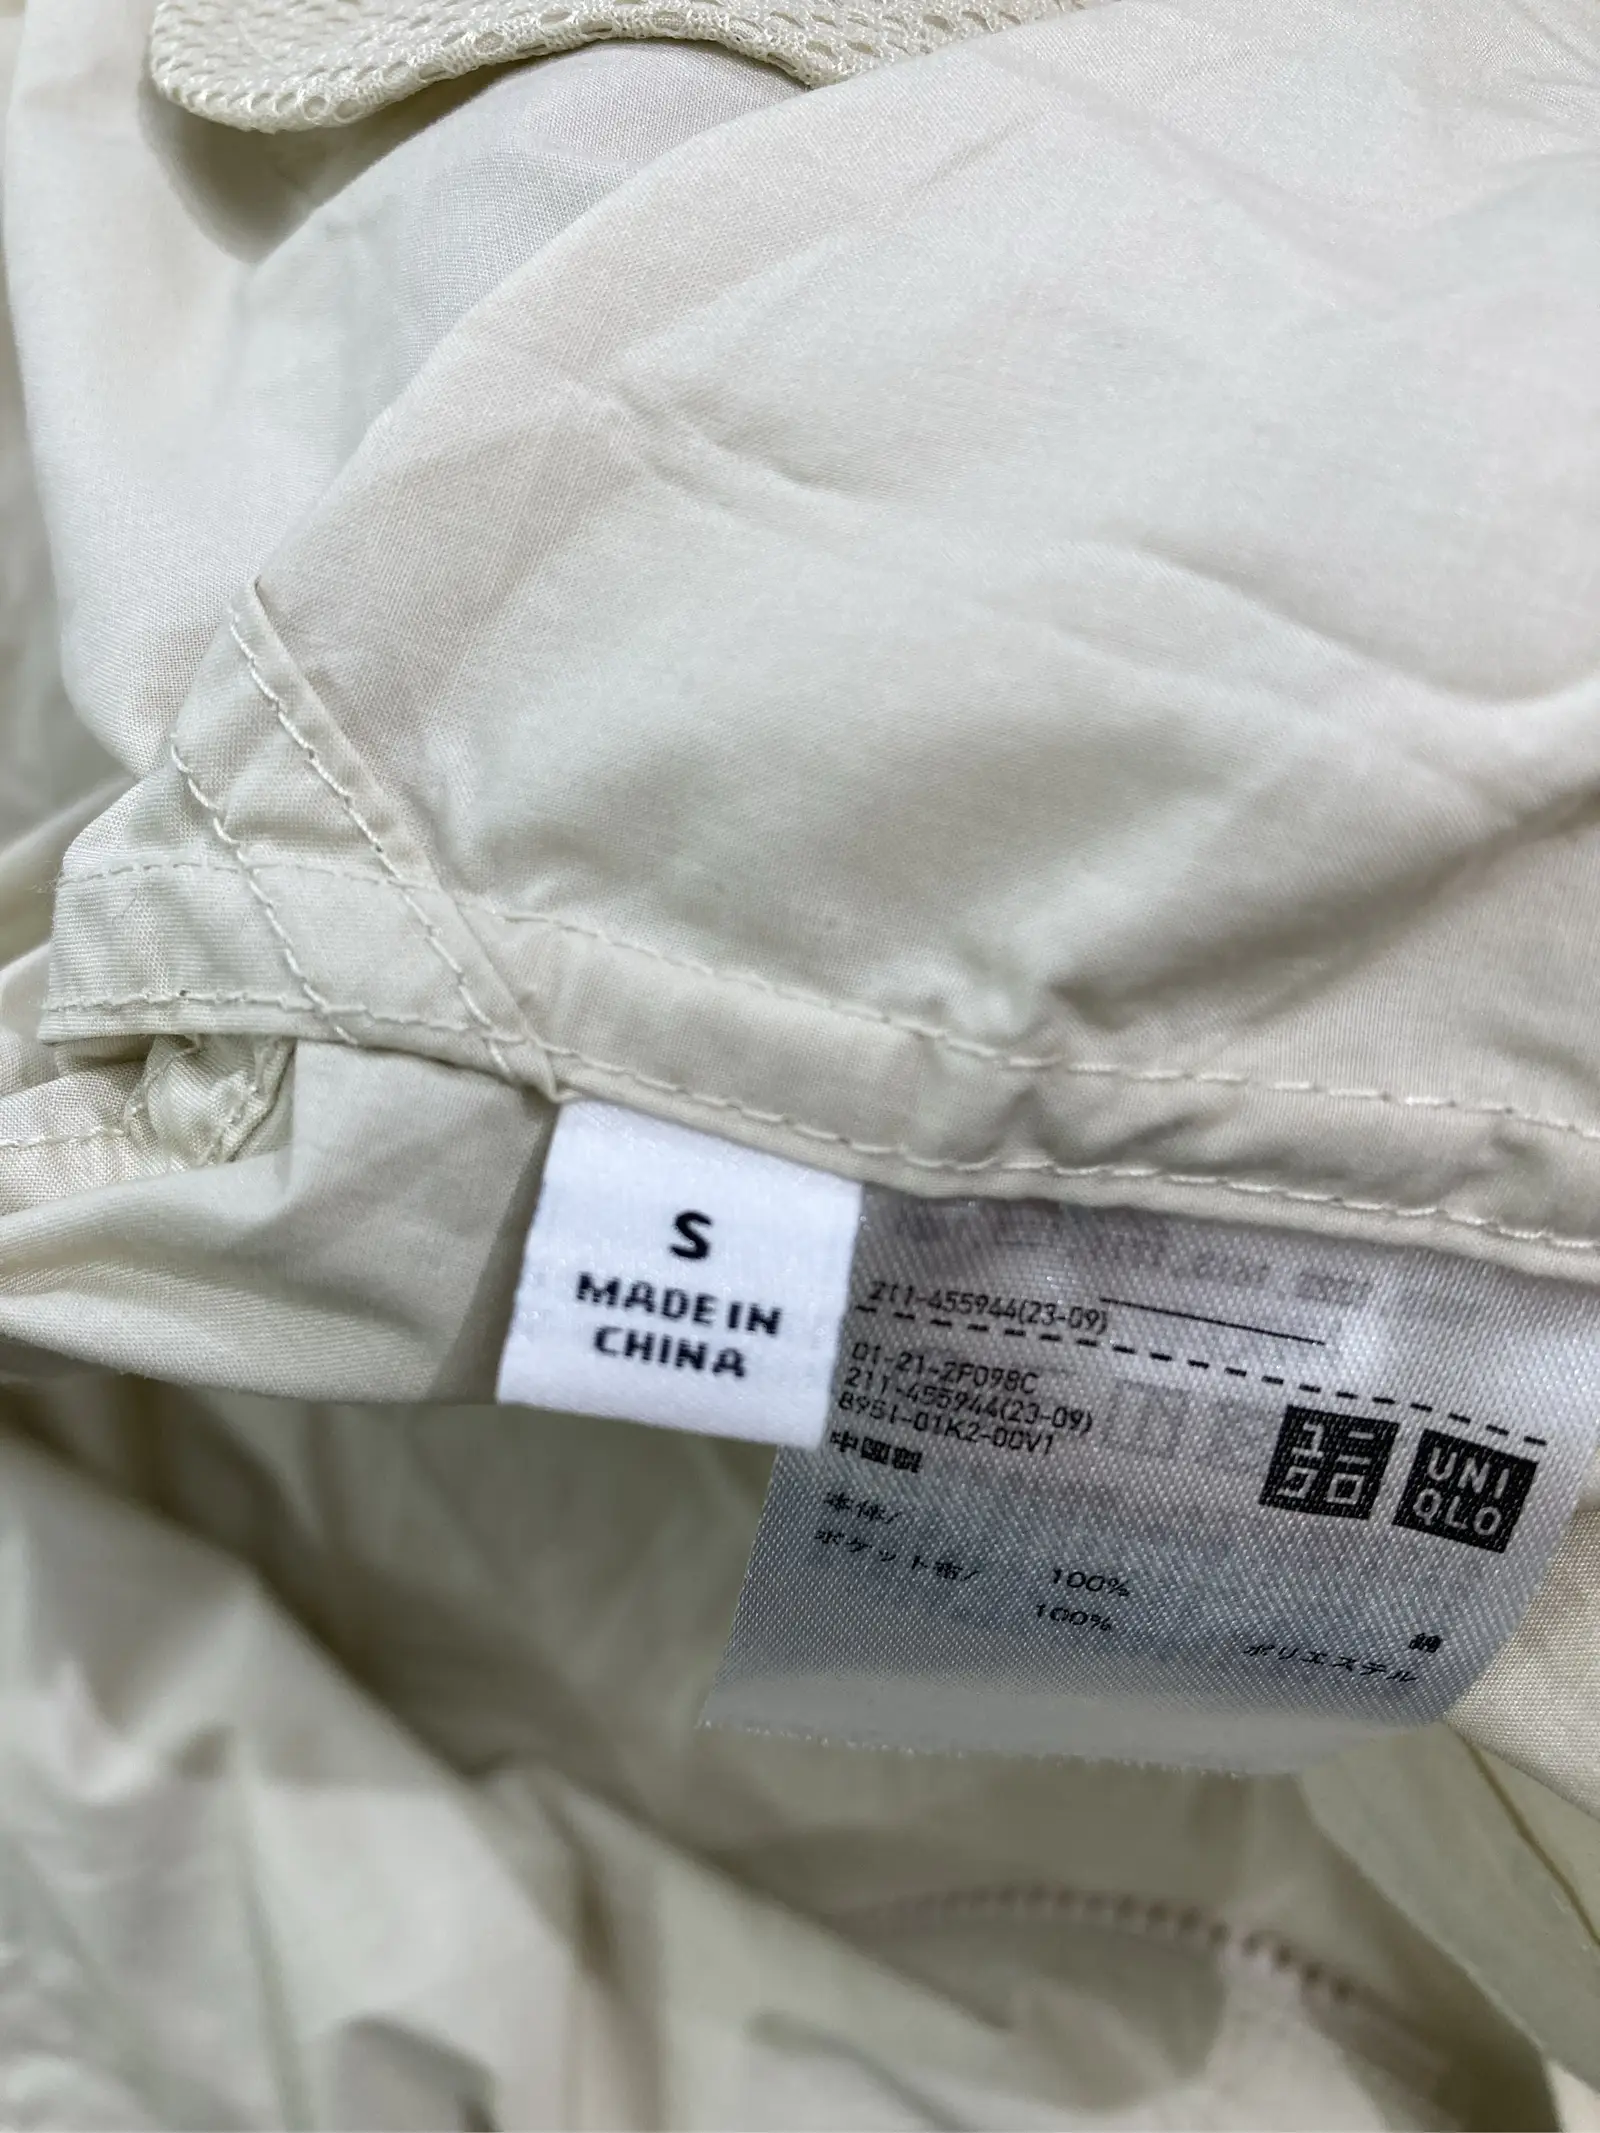 S
MADE IN
CHINA
211-455944(23-09)
01-21-2F098C
211-455944(23-09)
8951-01K2-00V1
中國製
ユニ
クロ
UNI
QLO
本体/ 100% 綿
ポケット布/ 100% ポリエステル